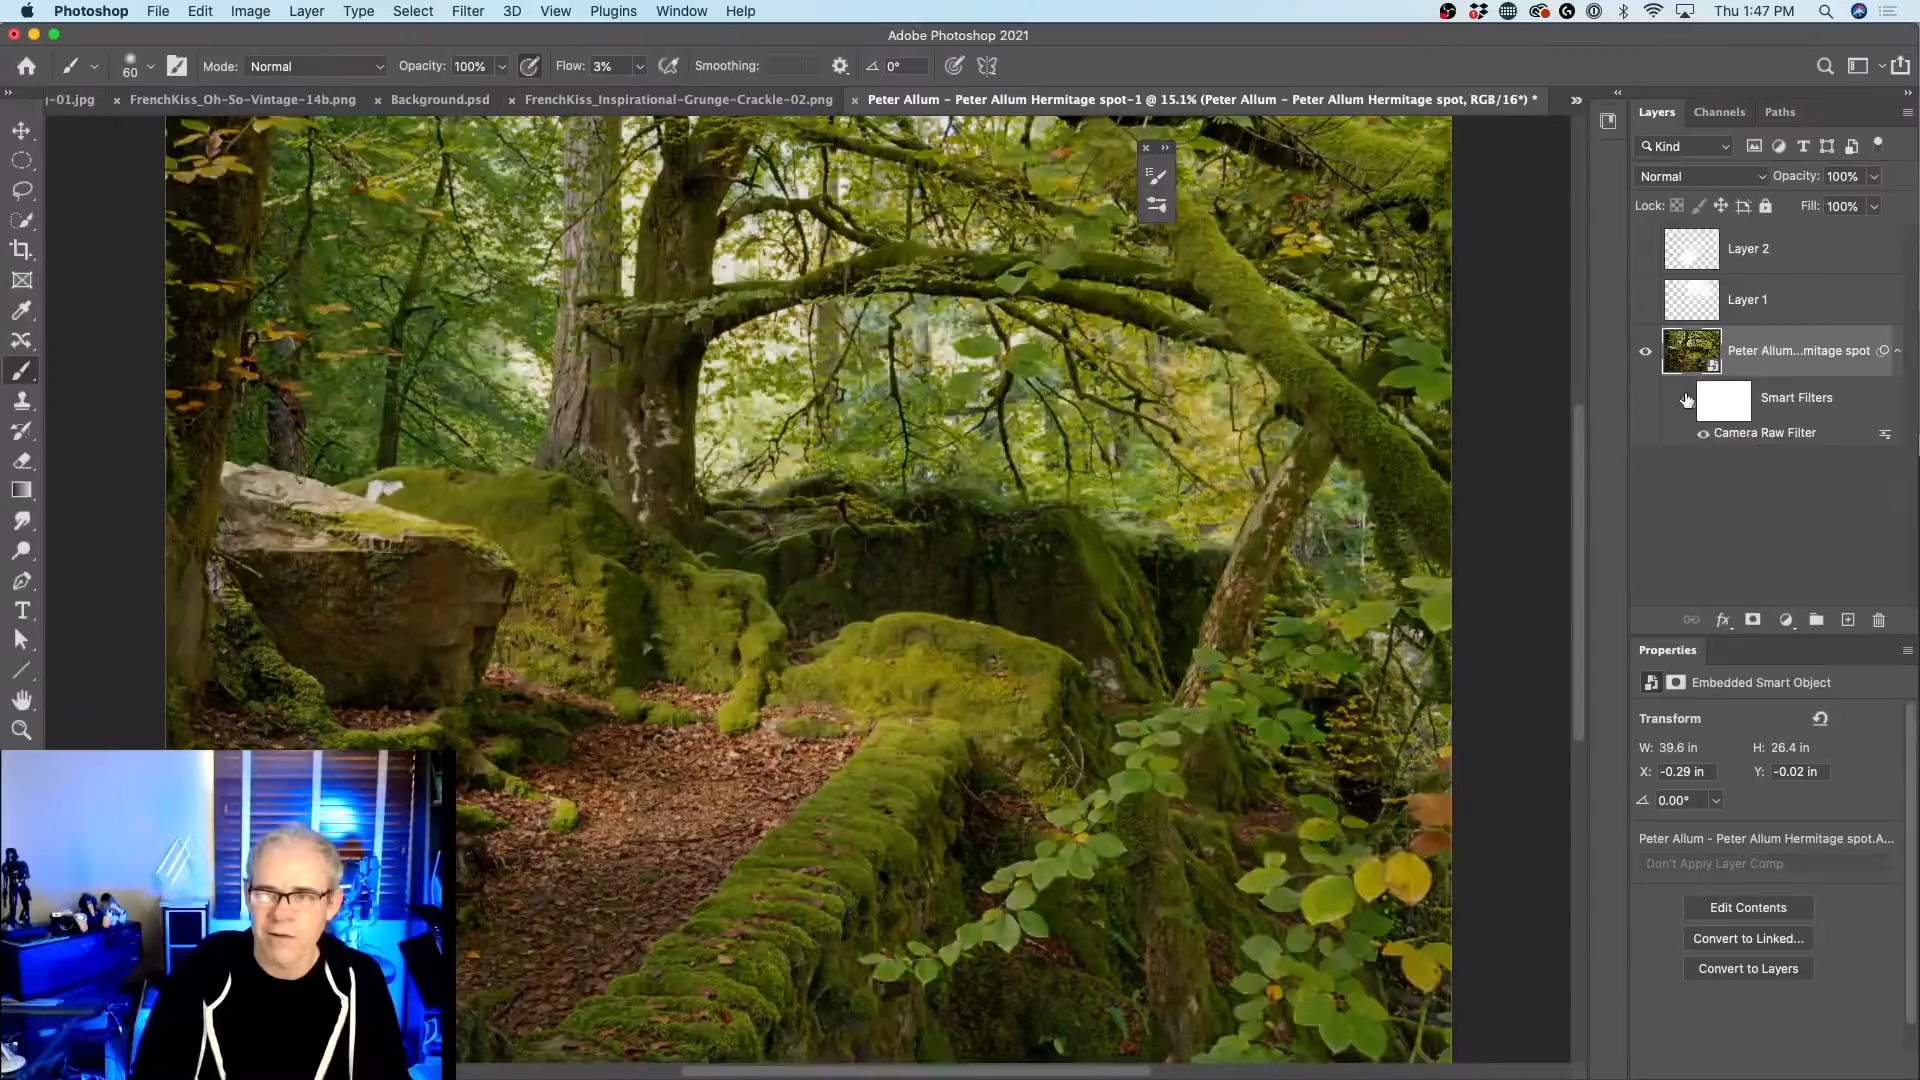 Photoshop File Edit Image Layer Type Select Filter 3D View Plugins Window Help Thu 1:47 PM
Adobe Photoshop 2021
60 Mode: Normal Opacity: 100% Flow: 3% Smoothing: 0°
-01.jpg × FrenchKiss_Oh-So-Vintage-14b.png × Background.psd × FrenchKiss_Inspirational-Grunge-Crackle-02.png × Peter Allum - Peter Allum Hermitage spot-1 @ 15.1% (Peter Allum - Peter Allum Hermitage spot, RGB/16*) *
Layers Channels Paths
Kind
Normal Opacity: 100%
Lock: Fill: 100%
Layer 2
Layer 1
Peter Allum...mitage spot
Smart Filters
Camera Raw Filter
Properties
Embedded Smart Object
Transform
W: 39.6 in H: 26.4 in
X: -0.29 in Y: -0.02 in
0.00°
Peter Allum - Peter Allum Hermitage spot.A...
Don't Apply Layer Comp
Edit Contents
Convert to Linked...
Convert to Layers